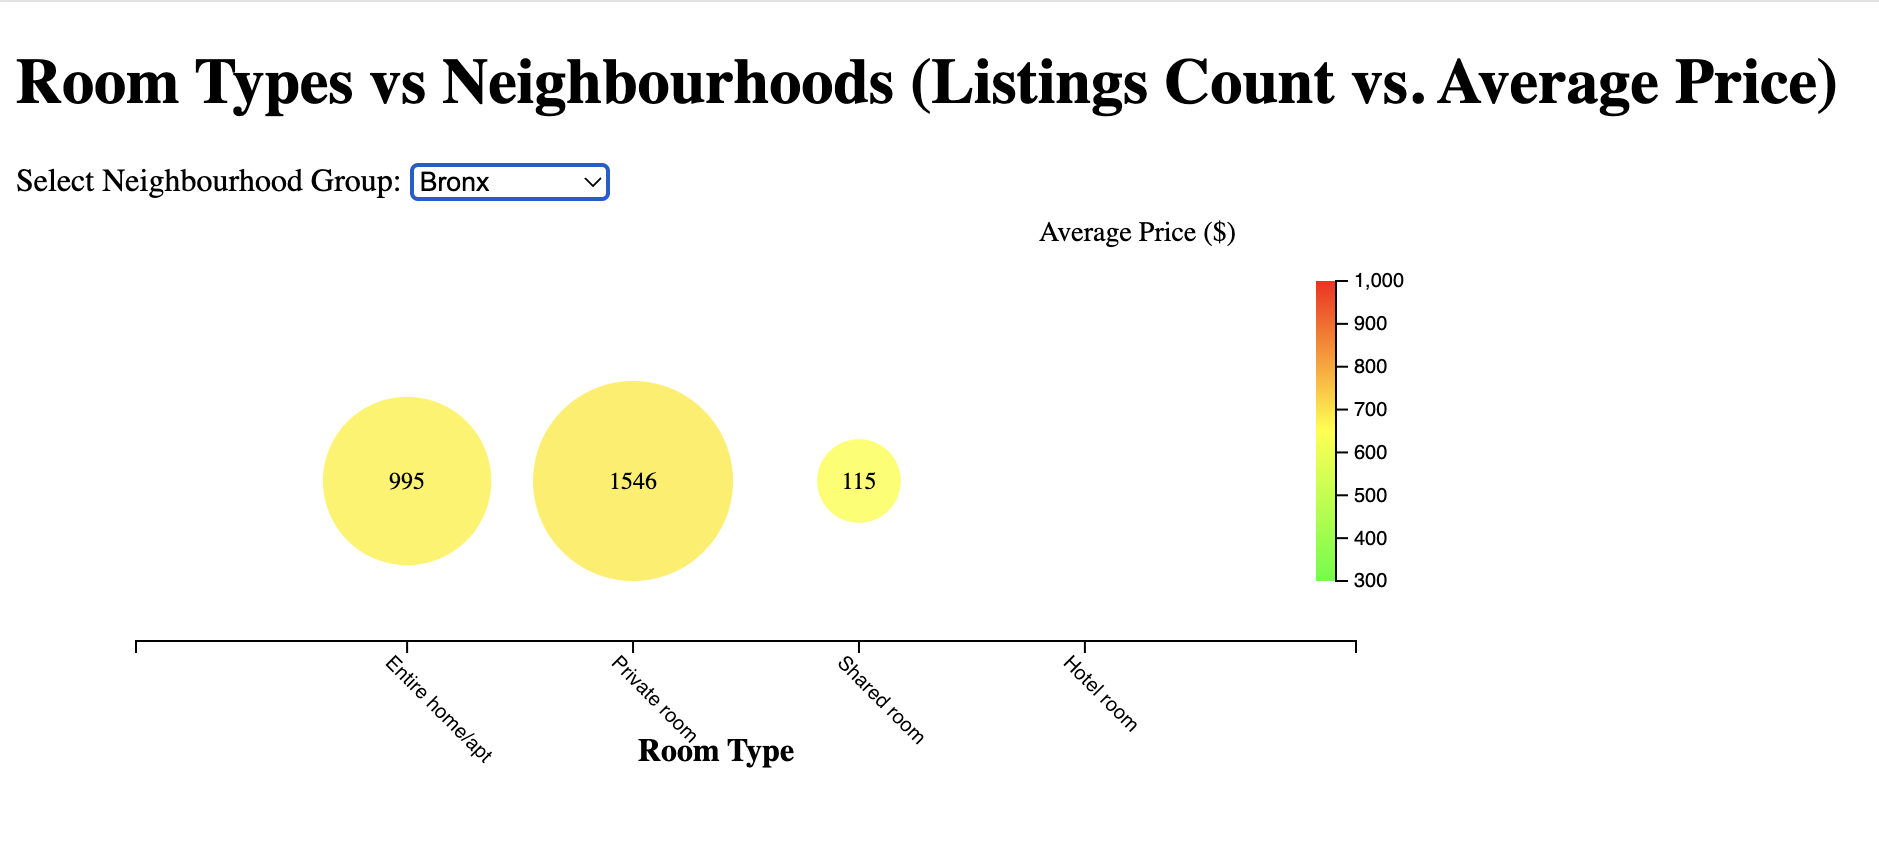 Room Types vs Neighbourhoods (Listings Count vs. Average Price)
Select Neighbourhood Group: Bronx
Average Price ($)
1,000
900
800
700
600
500
400
300
995
1546
115
Entire home/apt
Private room
Shared room
Hotel room
Room Type